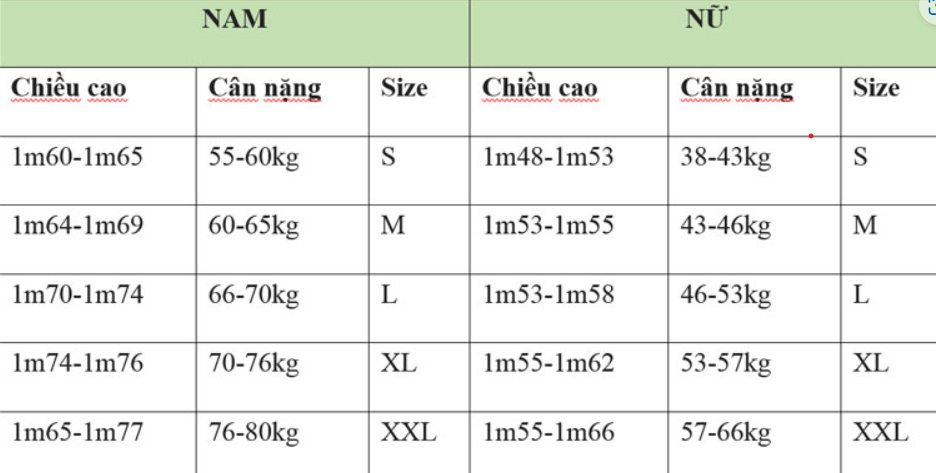 NAM NỮ
Chiều cao Cân nặng Size Chiều cao Cân nặng Size
1m60-1m65 55-60kg S 1m48-1m53 38-43kg S
1m64-1m69 60-65kg M 1m53-1m55 43-46kg M
1m70-1m74 66-70kg L 1m53-1m58 46-53kg L
1m74-1m76 70-76kg XL 1m55-1m62 53-57kg XL
1m65-1m77 76-80kg XXL 1m55-1m66 57-66kg XXL